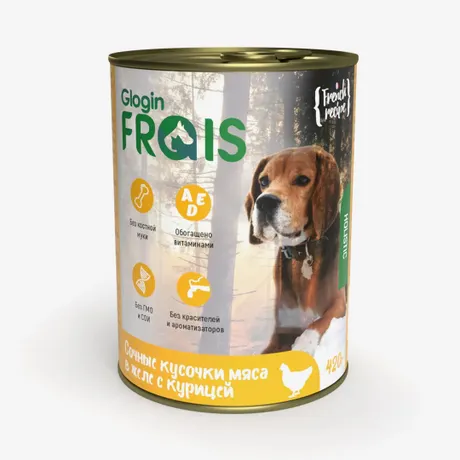 Glogin
FRAIS
{French
recipe}
HOLISTIC
Без костной
муки
A E
D
Обогащено
витаминами
Без ГМО
и СОИ
Без красителей
и ароматизаторов
Сочные кусочки мяса
в желе с курицей
420г